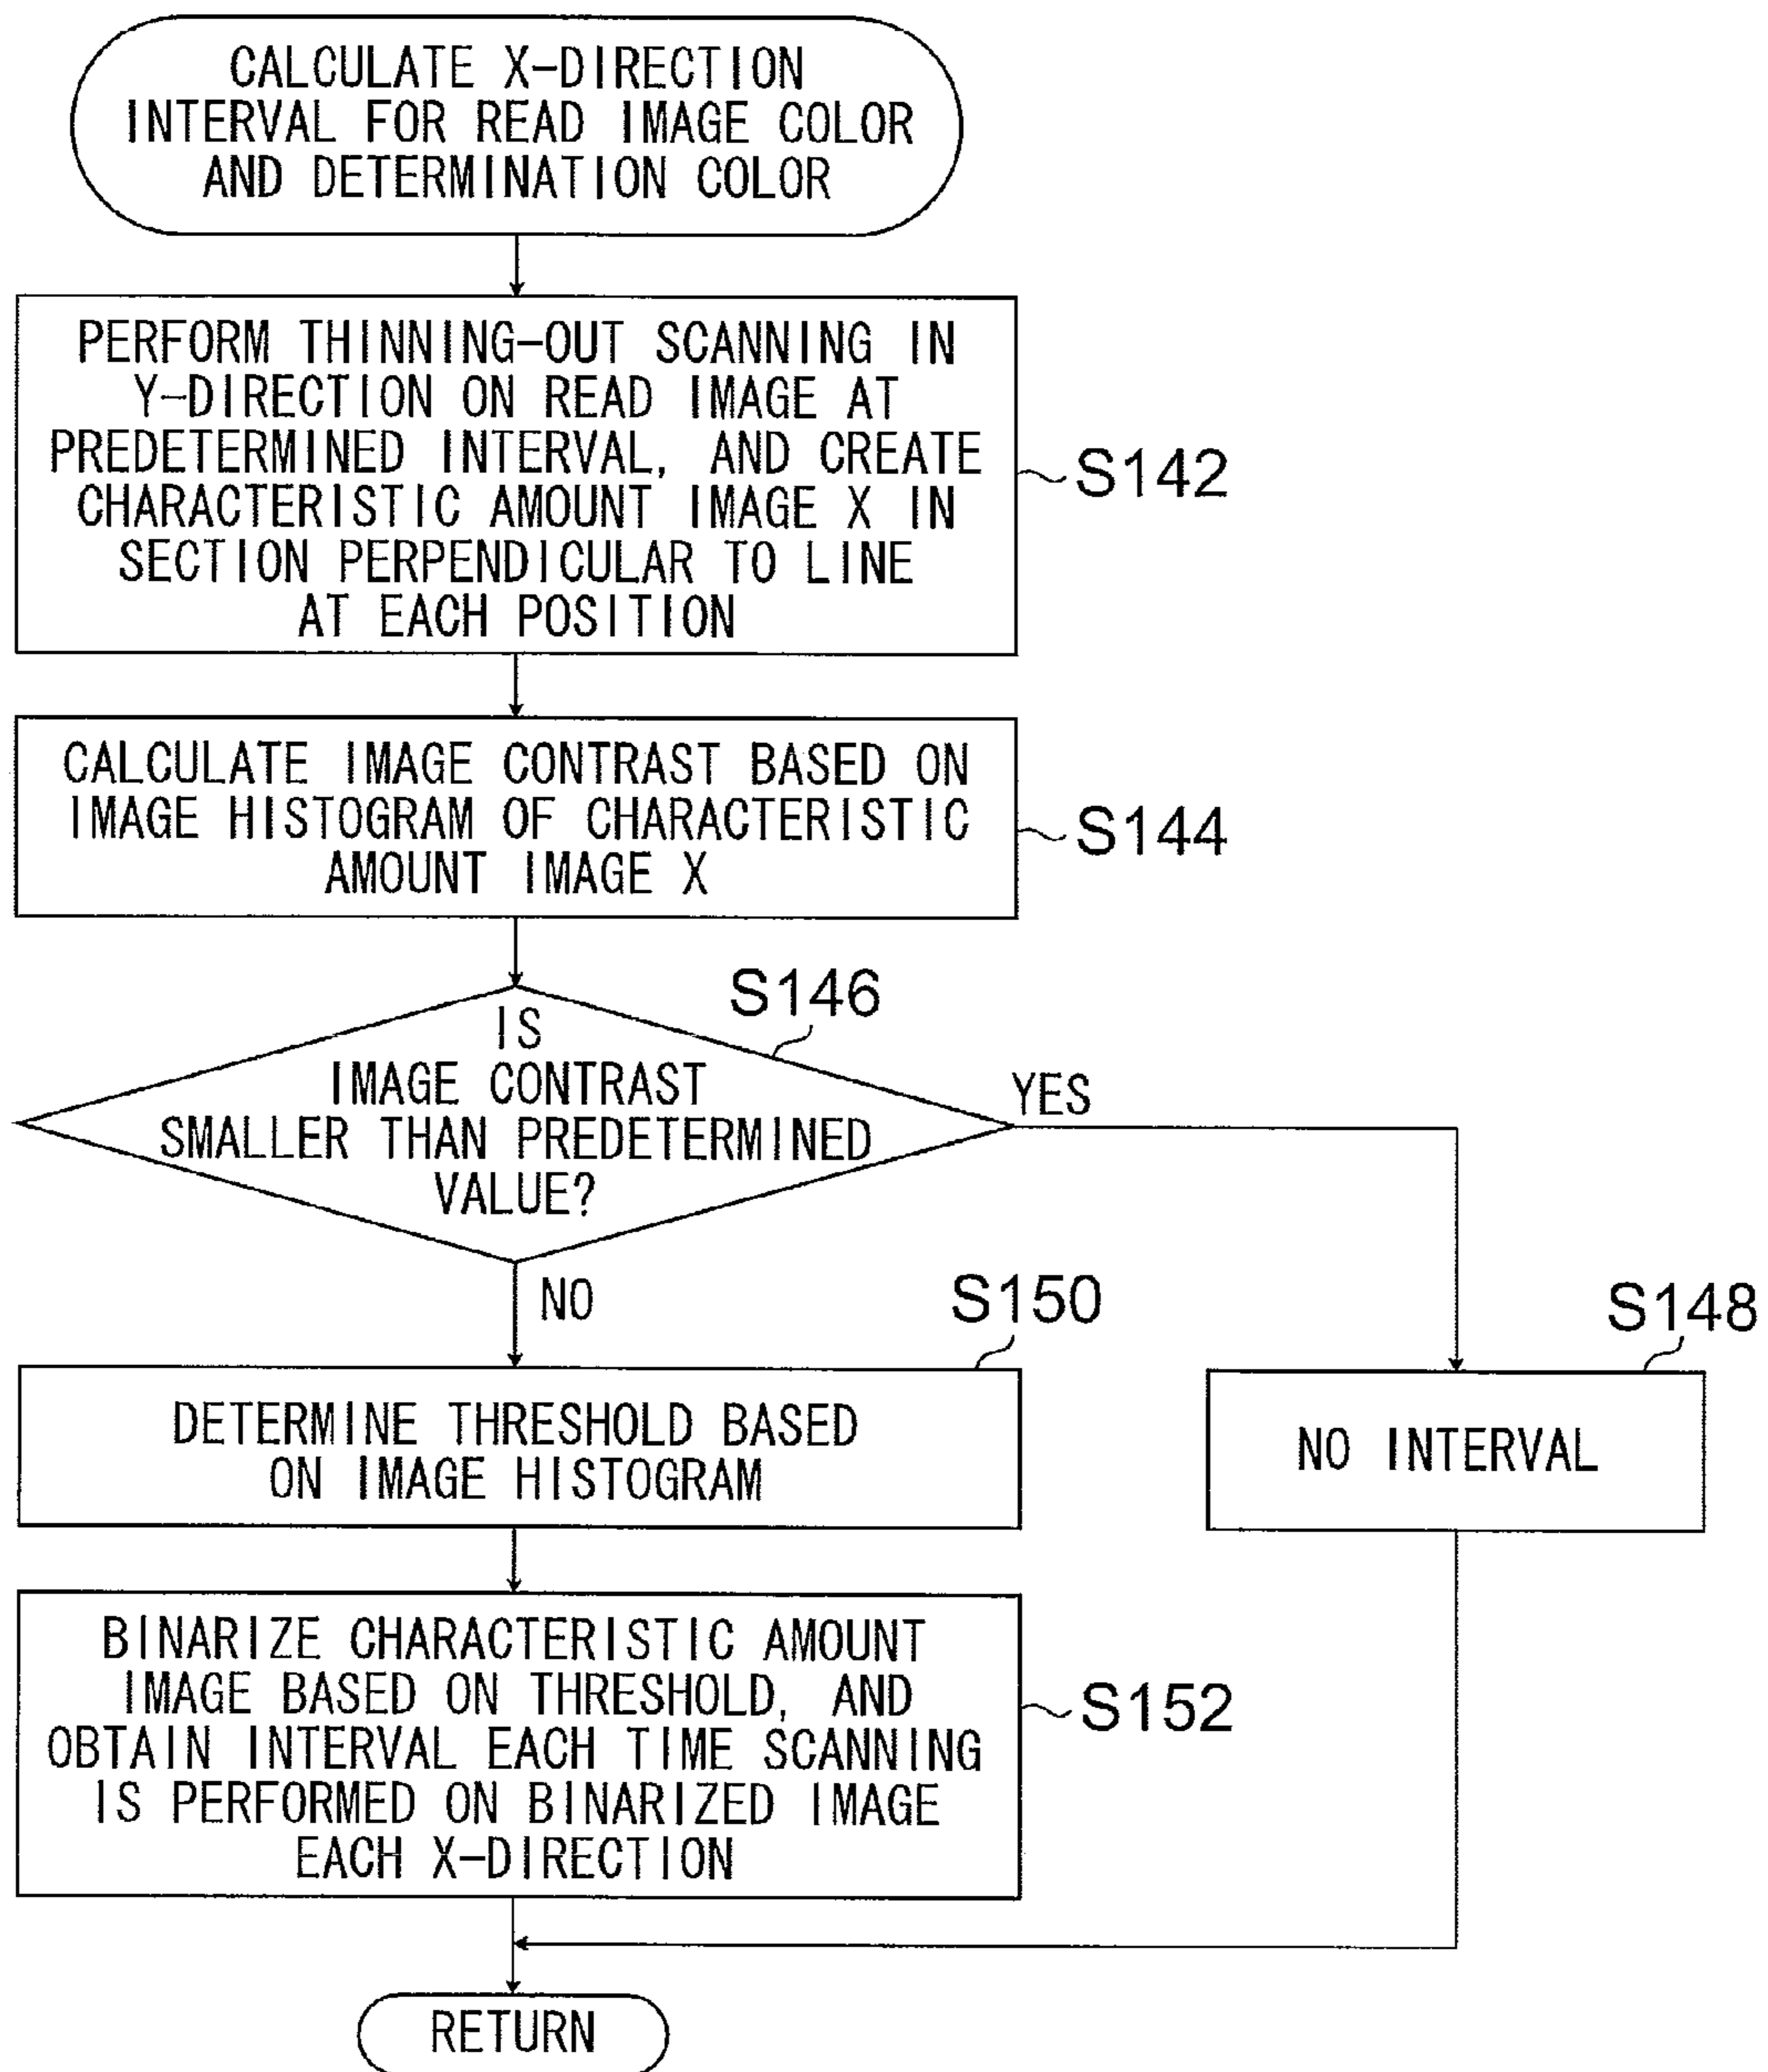 CALCULATE X-DIRECTION
INTERVAL FOR READ IMAGE COLOR
AND DETERMINATION COLOR
PERFORM THINNING-OUT SCANNING IN
Y-DIRECTION ON READ IMAGE AT
PREDETERMINED INTERVAL, AND CREATE
CHARACTERISTIC AMOUNT IMAGE X IN
SECTION PERPENDICULAR TO LINE
AT EACH POSITION
S142
CALCULATE IMAGE CONTRAST BASED ON
IMAGE HISTOGRAM OF CHARACTERISTIC
AMOUNT IMAGE X
S144
S146
IS
IMAGE CONTRAST
SMALLER THAN PREDETERMINED
VALUE?
YES
NO
S150
S148
DETERMINE THRESHOLD BASED
ON IMAGE HISTOGRAM
NO INTERVAL
BINARIZE CHARACTERISTIC AMOUNT
IMAGE BASED ON THRESHOLD, AND
OBTAIN INTERVAL EACH TIME SCANNING
IS PERFORMED ON BINARIZED IMAGE
EACH X-DIRECTION
S152
RETURN